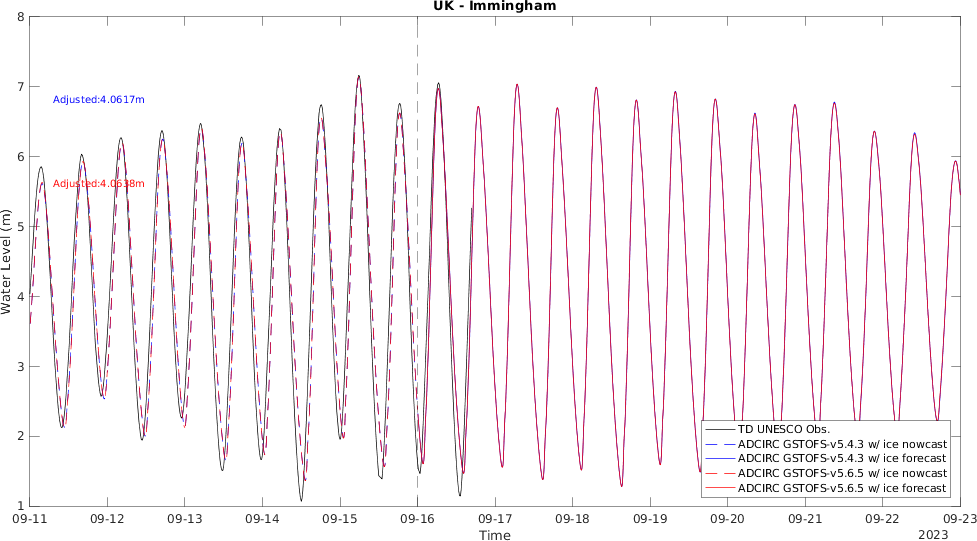 UK - Immingham
8
7
6
5
4
3
2
1
Water Level (m)
Adjusted:4.0617m
Adjusted:4.0638m
TD UNESCO Obs.
ADCIRC GSTOFS-v5.4.3 w/ ice nowcast
ADCIRC GSTOFS-v5.4.3 w/ ice forecast
ADCIRC GSTOFS-v5.6.5 w/ ice nowcast
ADCIRC GSTOFS-v5.6.5 w/ ice forecast
09-11 09-12 09-13 09-14 09-15 09-16 09-17 09-18 09-19 09-20 09-21 09-22 09-23
Time
2023